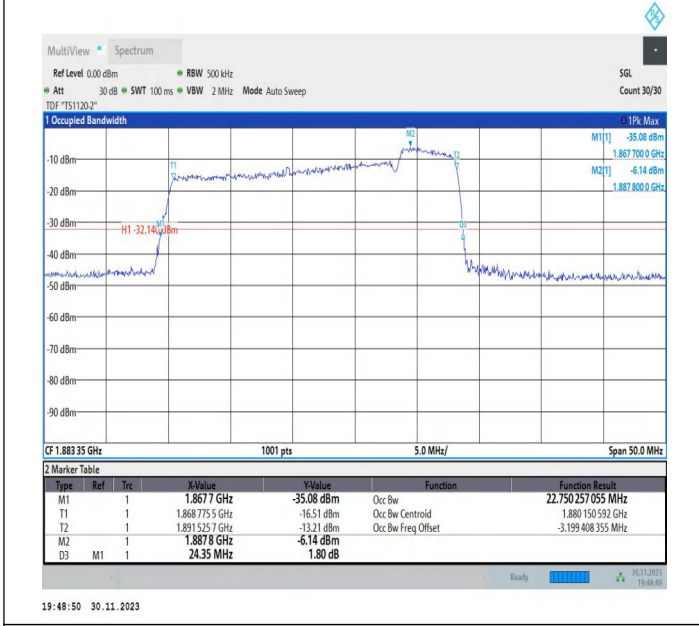 R S
MultiView Spectrum
Ref Level 0.00 dBm RBW 500 kHz SGL
Att 30 dB SWT 100 ms VBW 2 MHz Mode Auto Sweep Count 30/30
TDF "TS1120-2"
1 Occupied Bandwidth 1Pk Max
M2 M1[1] -35.08 dBm
1.867 700 0 GHz
-10 dBm T1 T2 M2[1] -6.14 dBm
1.887 800 0 GHz
-20 dBm
-30 dBm M1 D3
H1 -32.140 dBm
-40 dBm
-50 dBm
-60 dBm
-70 dBm
-80 dBm
-90 dBm
CF 1.883 35 GHz 1001 pts 5.0 MHz/ Span 50.0 MHz
2 Marker Table
Type Ref Trc X-Value Y-Value Function Function Result
M1 1 1.867 7 GHz -35.08 dBm Occ Bw 22.750 257 055 MHz
T1 1 1.868 775 5 GHz -16.51 dBm Occ Bw Centroid 1.880 150 592 GHz
T2 1 1.891 525 7 GHz -13.21 dBm Occ Bw Freq Offset -3.199 408 355 MHz
M2 1 1.887 8 GHz -6.14 dBm
D3 M1 1 24.35 MHz 1.80 dB
Ready 30.11.2023
19:48:49
19:48:50 30.11.2023